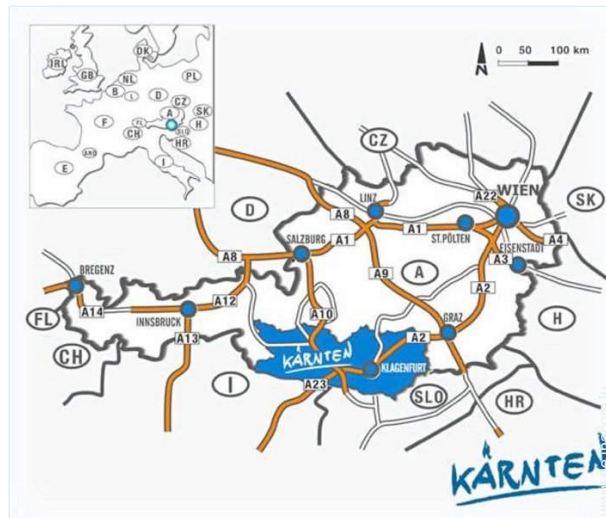 DK
IRL
GB
NL
PL
B
L
D
CZ
SK
A
F
FL
CH
H
SLO
HR
AND
E
I
N
0 50 100 km
CZ
SK
D
LINZ
A22
WIEN
A8
A1
ST.PÖLTEN
A4
A3
EISENSTADT
SALZBURG
A1
A8
A9
A
A2
BREGENZ
A12
A14
INNSBRUCK
A13
A10
GRAZ
FL
CH
H
KÄRNTEN
A2
KLAGENFURT
I
A23
SLO
HR
KÄRNTEN